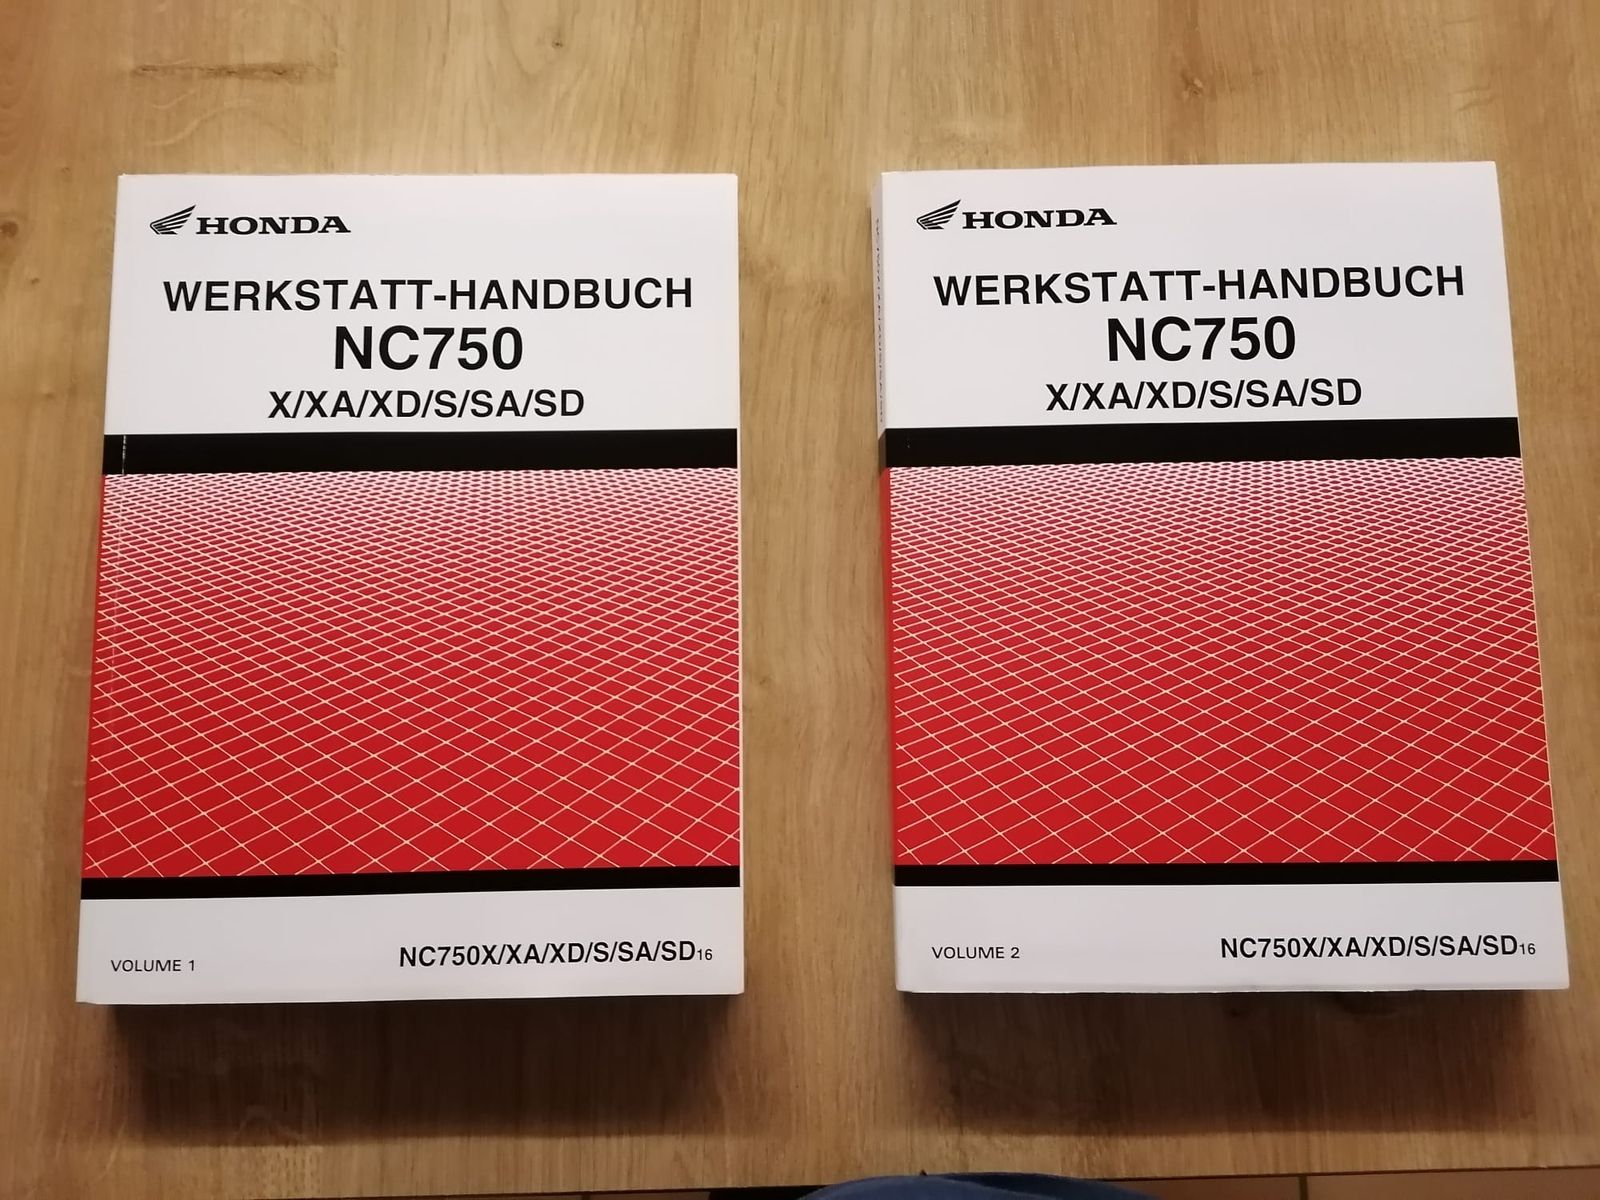 HONDA
WERKSTATT-HANDBUCH
NC750
X/XA/XD/S/SA/SD
VOLUME 1
NC750X/XA/XD/S/SA/SD16
HONDA
WERKSTATT-HANDBUCH
NC750
X/XA/XD/S/SA/SD
VOLUME 2
NC750X/XA/XD/S/SA/SD16